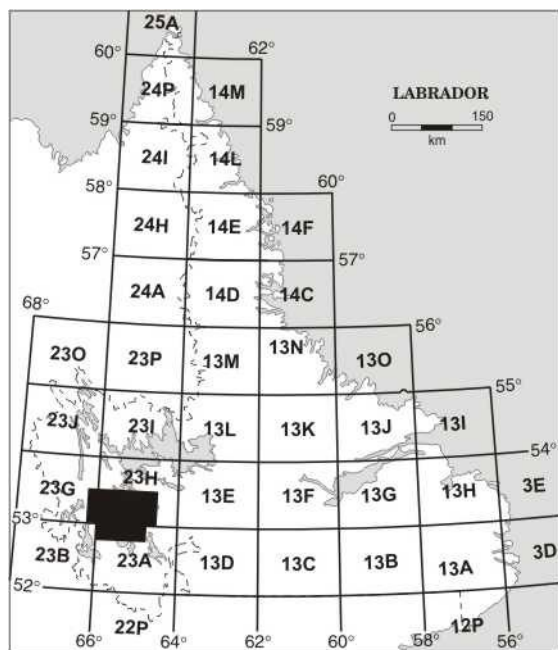 25A
60° 62°
24P 14M
LABRADOR
0 150
km
59° 59°
24I 14L
58° 60°
24H 14E 14F
57° 57°
24A 14D 14C
68° 56°
23O 23P 13M 13N 13O
55°
23J 23I 13L 13K 13J 13I
54°
23G 23H 13E 13F 13G 13H 3E
53°
23B 23A 13D 13C 13B 13A 3D
52°
22P 12P
66° 64° 62° 60° 58° 56°